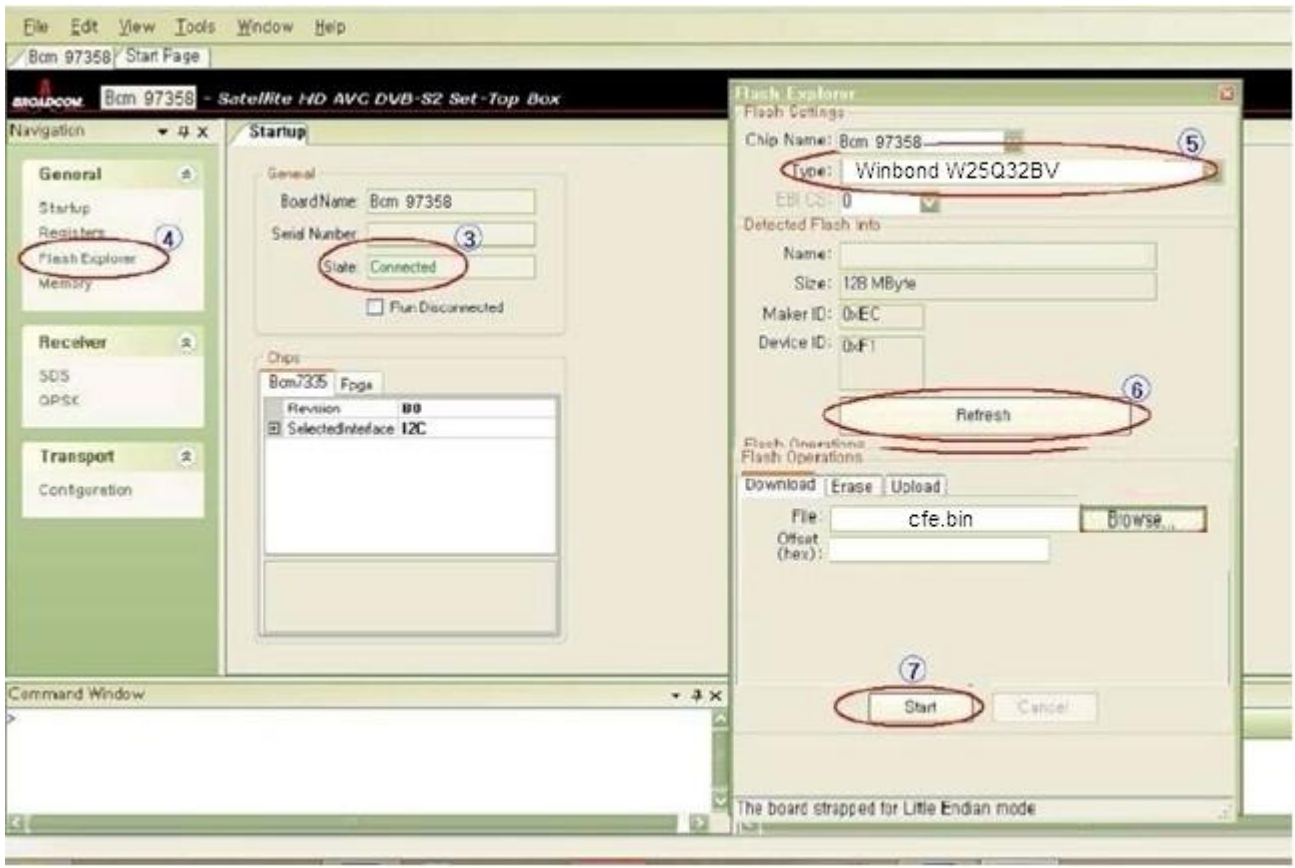 File Edit View Tools Window Help
Bcm 97358 Start Page
BROADCOM Bcm 97358 - Satellite HD AVC DVB-S2 Set-Top Box
Navigation
General
Startup
Registers
④
Flash Explorer
Memory
Receiver
SDS
QPSK
Transport
Configuration
Startup
General
Board Name: Bcm 97358
Serial Number
③
State: Connected
Run Disconnected
Chips
Bcm7335 Fpga
Revision B0
SelectedInterface I2C
Flash Explorer
Flash Settings
Chip Name: Bcm 97358
⑤
Type: Winbond W25Q32BV
EBI CS: 0
Detected Flash Info
Name:
Size: 128 MByte
Maker ID: 0xEC
Device ID: 0xF1
⑥
Refresh
Flash Operations
Flash Operations
Download Erase Upload
File: cfe.bin Browse...
Offset
(hex):
⑦
Start Cancel
Command Window
>
The board strapped for Little Endian mode